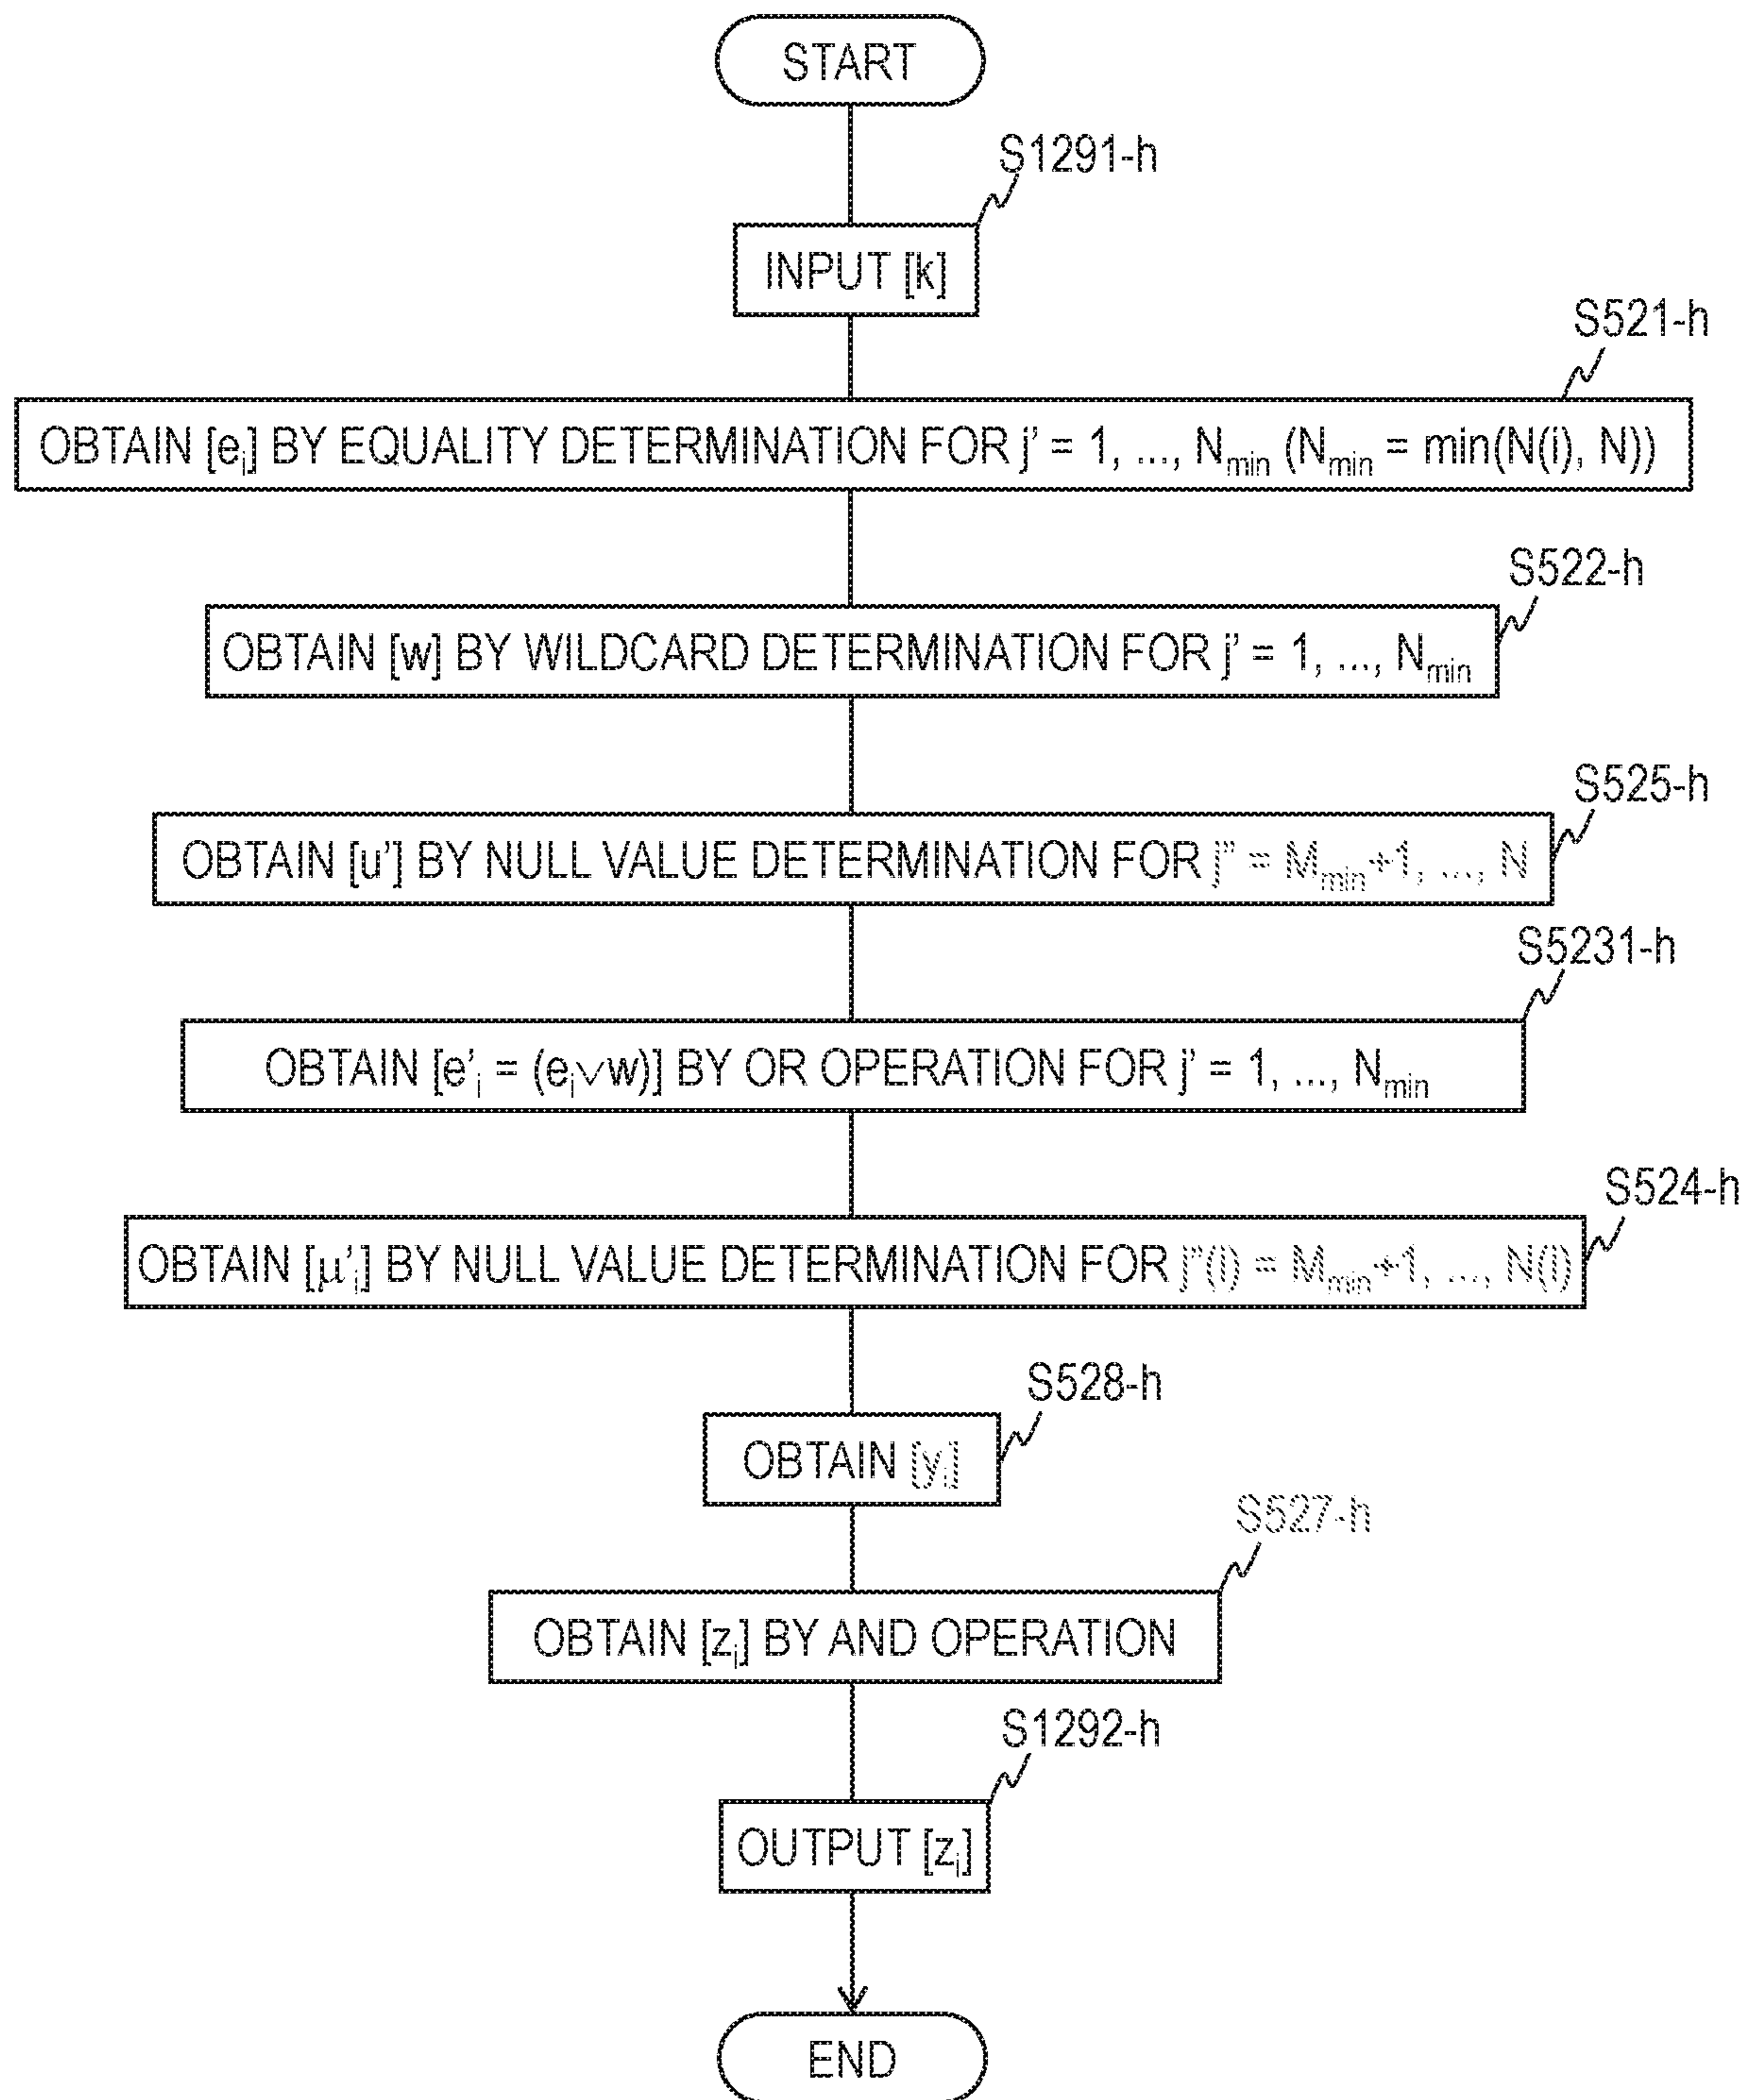 START
S1291-h
INPUT [k]
S521-h
OBTAIN [eᵢ] BY EQUALITY DETERMINATION FOR j' = 1, ..., Nmin (Nmin = min(N(i), N))
S522-h
OBTAIN [w] BY WILDCARD DETERMINATION FOR j' = 1, ..., Nmin
S525-h
OBTAIN [u'] BY NULL VALUE DETERMINATION FOR j" = Mmin+1, ..., N
S5231-h
OBTAIN [e'ᵢ = (eᵢ∨w)] BY OR OPERATION FOR j' = 1, ..., Nmin
S524-h
OBTAIN [μ'ᵢ] BY NULL VALUE DETERMINATION FOR j"(i) = Mmin+1, ..., N(i)
S528-h
OBTAIN [yᵢ]
S527-h
OBTAIN [zᵢ] BY AND OPERATION
S1292-h
OUTPUT [zᵢ]
END